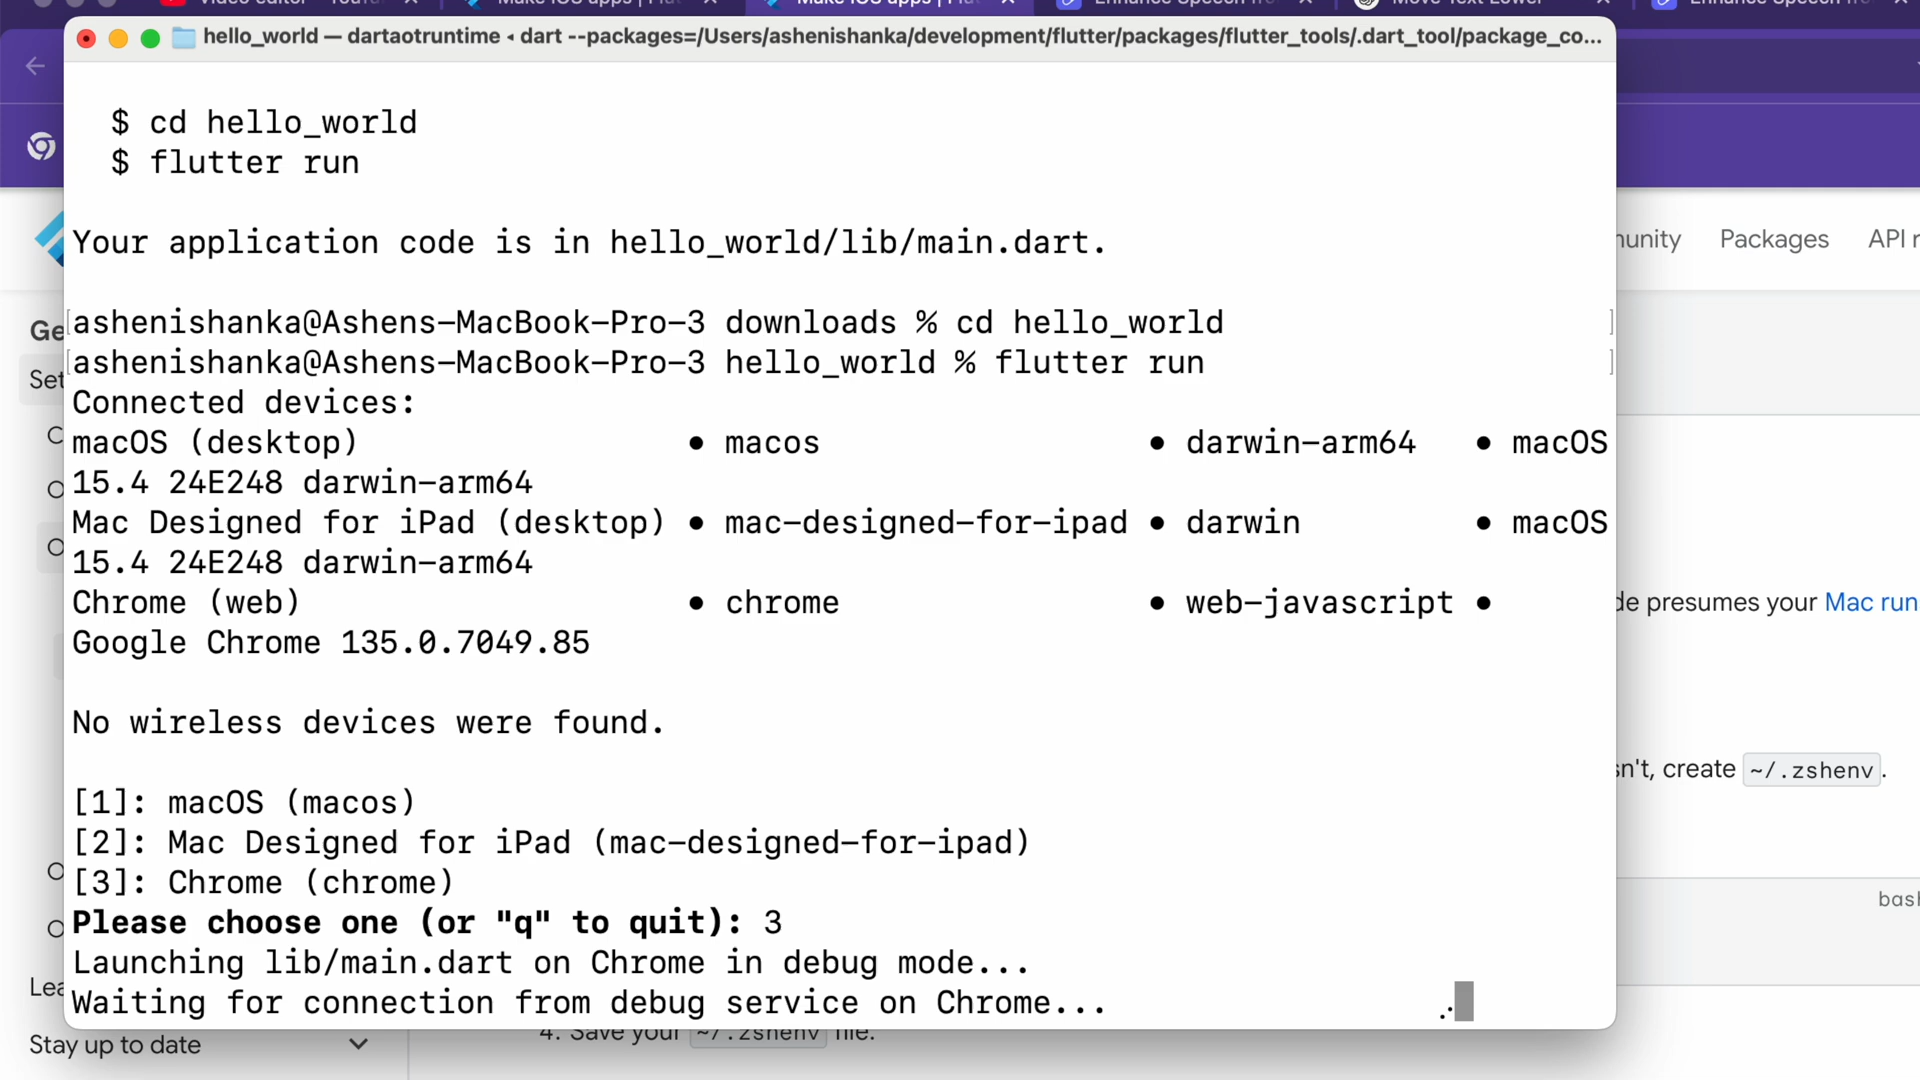 hello_world — dartaotruntime ◂ dart --packages=/Users/ashenishanka/development/flutter/packages/flutter_tools/.dart_tool/package_co...
$ cd hello_world
$ flutter run
Your application code is in hello_world/lib/main.dart.
Packages
[ashenishanka@Ashens-MacBook-Pro-3 downloads % cd hello_world ]
[ashenishanka@Ashens-MacBook-Pro-3 hello_world % flutter run ]
Connected devices:
macOS (desktop) • macos • darwin-arm64 • macOS
15.4 24E248 darwin-arm64
Mac Designed for iPad (desktop) • mac-designed-for-ipad • darwin • macOS
15.4 24E248 darwin-arm64
Chrome (web) • chrome • web-javascript •
Google Chrome 135.0.7049.85
presumes your Mac run
No wireless devices were found.
create ~/.zshenv.
[1]: macOS (macos)
[2]: Mac Designed for iPad (mac-designed-for-ipad)
[3]: Chrome (chrome)
Please choose one (or "q" to quit): 3
Launching lib/main.dart on Chrome in debug mode...
Waiting for connection from debug service on Chrome...
4. Save your ~/.zshenv file.
Stay up to date